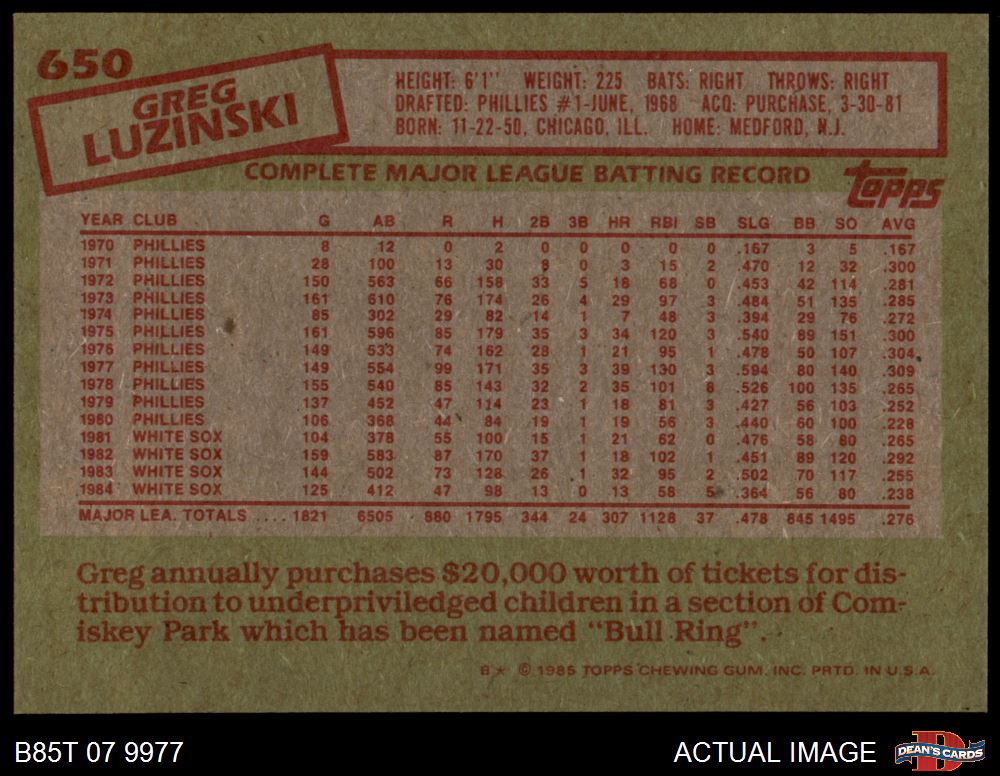 650
GREG
LUZINSKI
HEIGHT: 6'1" WEIGHT: 225 BATS: RIGHT THROWS: RIGHT
DRAFTED: PHILLIES #1-JUNE, 1968 ACQ: PURCHASE, 3-30-81
BORN: 11-22-50, CHICAGO, ILL. HOME: MEDFORD, N.J.
COMPLETE MAJOR LEAGUE BATTING RECORD
topps
YEAR CLUB G AB R H 2B 3B HR RBI SB SLG BB SO AVG
1970 PHILLIES 8 12 0 2 0 0 0 0 0 .167 3 5 .167
1971 PHILLIES 28 100 13 30 8 0 3 15 2 .470 12 32 .300
1972 PHILLIES 150 563 66 158 33 5 18 68 0 .453 42 114 .281
1973 PHILLIES 161 610 76 174 26 4 29 97 3 .484 51 135 .285
1974 PHILLIES 85 302 29 82 14 1 7 48 3 .394 29 76 .272
1975 PHILLIES 161 596 85 179 35 3 34 120 3 .540 89 151 .300
1976 PHILLIES 149 533 74 162 28 1 21 95 1 .478 50 107 .304
1977 PHILLIES 149 554 99 171 35 3 39 130 3 .594 80 140 .309
1978 PHILLIES 155 540 85 143 32 2 35 101 8 .526 100 135 .265
1979 PHILLIES 137 452 47 114 23 1 18 81 3 .427 56 103 .252
1980 PHILLIES 106 368 44 84 19 1 19 56 3 .440 60 100 .228
1981 WHITE SOX 104 378 55 100 15 1 21 62 0 .476 58 80 .265
1982 WHITE SOX 159 583 87 170 37 1 18 102 1 .451 89 120 .292
1983 WHITE SOX 144 502 73 128 26 1 32 95 2 .502 70 117 .255
1984 WHITE SOX 125 412 47 98 13 0 13 58 5 .364 56 80 .238
MAJOR LEA. TOTALS .... 1821 6505 880 1795 344 24 307 1128 37 .478 845 1495 .276
Greg annually purchases $20,000 worth of tickets for dis-
tribution to underpriviledged children in a section of Com-
iskey Park which has been named "Bull Ring".
B* © 1985 TOPPS CHEWING GUM, INC. PRTD. IN U.S.A.
B85T 07 9977
ACTUAL IMAGE
DEAN'S CARDS